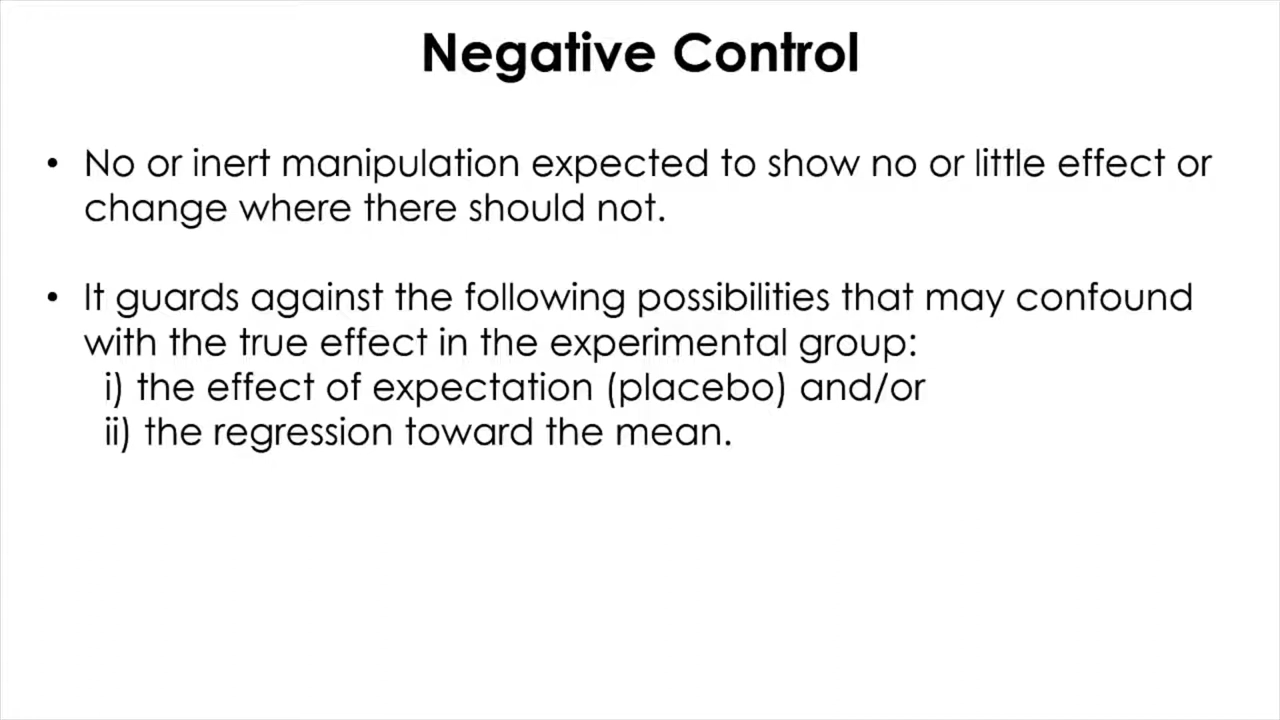 Negative Control
• No or inert manipulation expected to show no or little effect or
change where there should not.
• It guards against the following possibilities that may confound
with the true effect in the experimental group:
i) the effect of expectation (placebo) and/or
ii) the regression toward the mean.